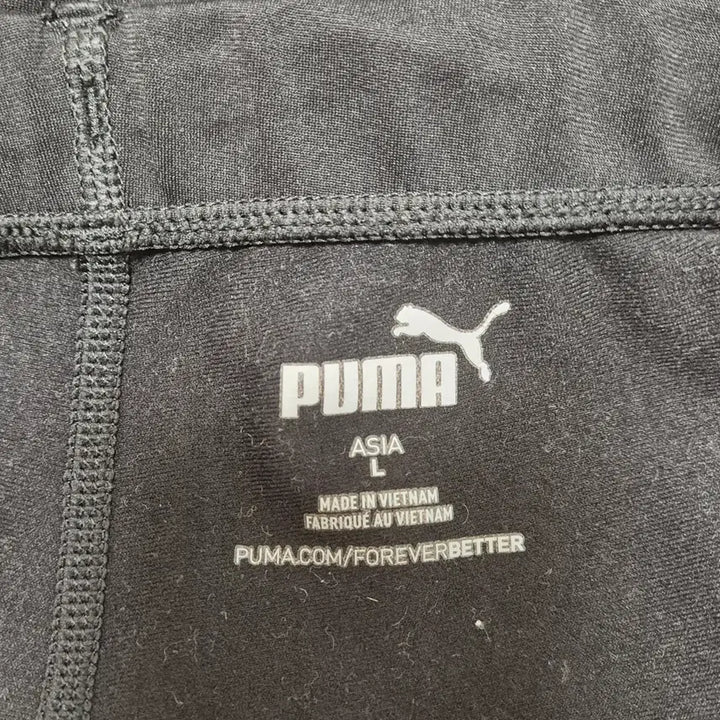 PUMA
ASIA
L
MADE IN VIETNAM
FABRIQUÉ AU VIETNAM
PUMA.COM/FOREVERBETTER